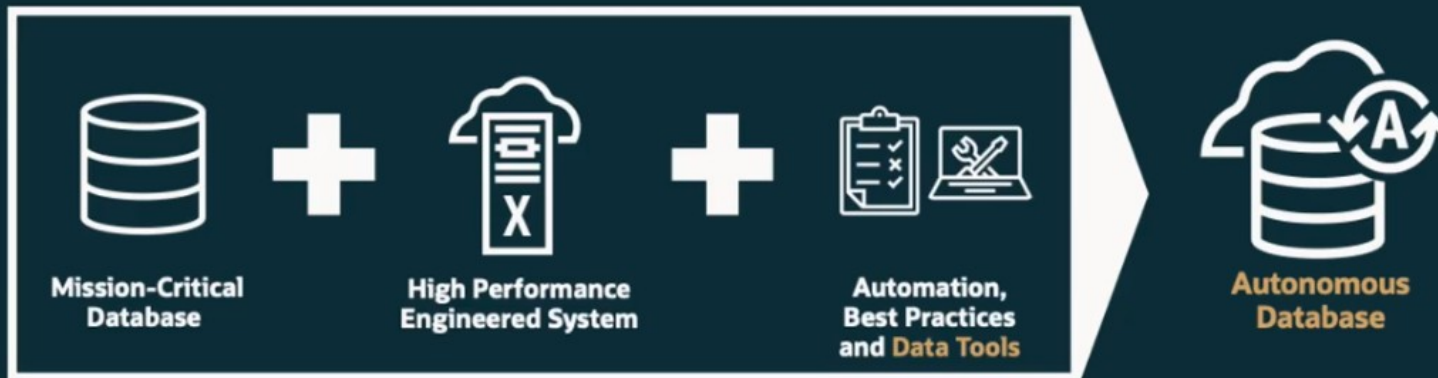 Mission-Critical
Database
X
High Performance
Engineered System
Automation,
Best Practices
and Data Tools
A
Autonomous
Database